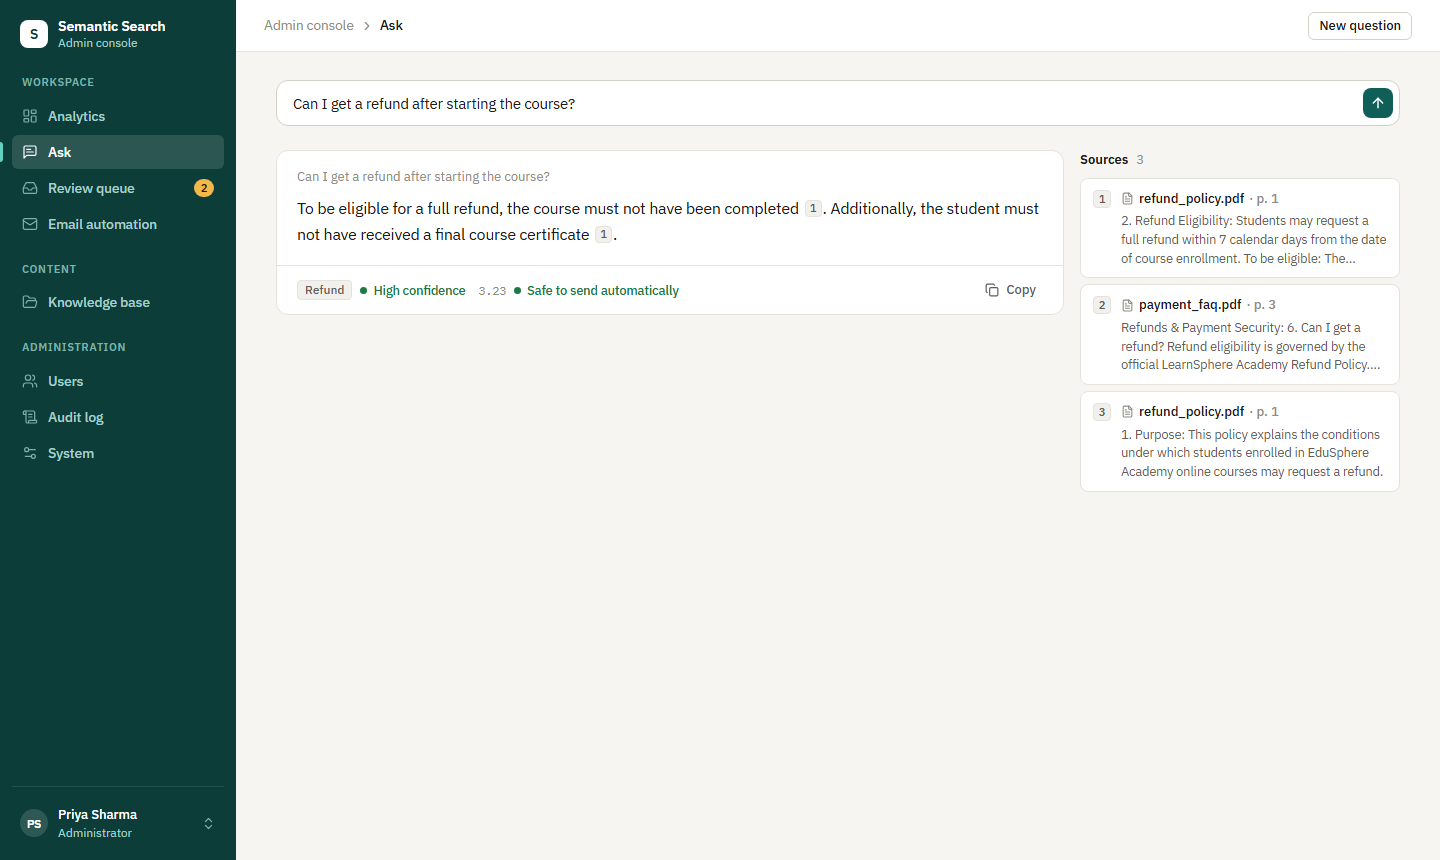 S
Semantic Search
Admin console
WORKSPACE
Analytics
Ask
Review queue 2
Email automation
CONTENT
Knowledge base
ADMINISTRATION
Users
Audit log
System
PS
Priya Sharma
Administrator
Admin console > Ask
New question
Can I get a refund after starting the course?
Can I get a refund after starting the course?
To be eligible for a full refund, the course must not have been completed 1. Additionally, the student must
not have received a final course certificate 1.
Refund High confidence 3.23 Safe to send automatically Copy
Sources 3
1 refund_policy.pdf · p. 1
2. Refund Eligibility: Students may request a
full refund within 7 calendar days from the date
of course enrollment. To be eligible: The...
2 payment_faq.pdf · p. 3
Refunds & Payment Security: 6. Can I get a
refund? Refund eligibility is governed by the
official LearnSphere Academy Refund Policy....
3 refund_policy.pdf · p. 1
1. Purpose: This policy explains the conditions
under which students enrolled in EduSphere
Academy online courses may request a refund.